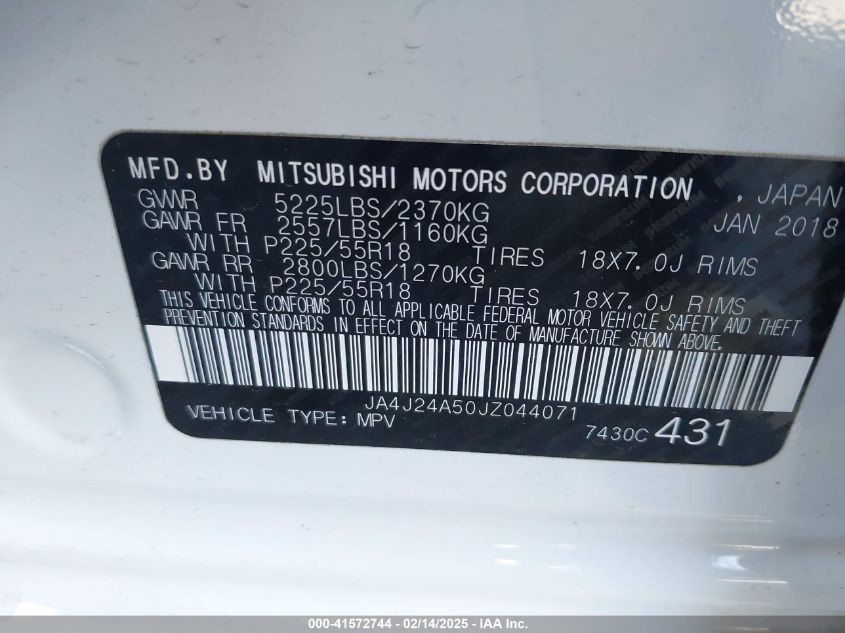 MFD.BY MITSUBISHI MOTORS CORPORATION , JAPAN
GVWR 5225LBS/2370KG JAN 2018
GAWR FR 2557LBS/1160KG
WITH P225/55R18 TIRES 18X7.0J RIMS
GAWR RR 2800LBS/1270KG
WITH P225/55R18 TIRES 18X7.0J RIMS
THIS VEHICLE CONFORMS TO ALL APPLICABLE FEDERAL MOTOR VEHICLE SAFETY AND THEFT
PREVENTION STANDARDS IN EFFECT ON THE DATE OF MANUFACTURE SHOWN ABOVE.
JA4J24A50JZ044071
VEHICLE TYPE: MPV 7430C 431
000-41572744 - 02/14/2025 - IAA Inc.